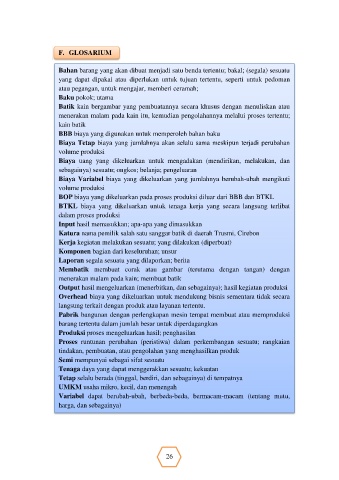 F. GLOSARIUM
Bahan barang yang akan dibuat menjadi satu benda tertentu; bakal; (segala) sesuatu
yang dapat dipakai atau diperlukan untuk tujuan tertentu, seperti untuk pedoman
atau pegangan, untuk mengajar, memberi ceramah;
Baku pokok; utama
Batik kain bergambar yang pembuatannya secara khusus dengan menuliskan atau
menerakan malam pada kain itu, kemudian pengolahannya melalui proses tertentu;
kain batik
BBB biaya yang digunakan untuk memperoleh bahan baku
Biaya Tetap biaya yang jumlahnya akan selalu sama meskipun terjadi perubahan
volume produksi
Biaya uang yang dikeluarkan untuk mengadakan (mendirikan, melakukan, dan
sebagainya) sesuatu; ongkos; belanja; pengeluaran
Biaya Variabel biaya yang dikeluarkan yang jumlahnya berubah-ubah mengikuti
volume produksi
BOP biaya yang dikeluarkan pada proses produksi diluar dari BBB dan BTKL
BTKL biaya yang dikeluarkan untuk tenaga kerja yang secara langsung terlibat
dalam proses produksi
Input hasil memasukkan; apa-apa yang dimasukkan
Katura nama pemilik salah satu sanggar batik di daerah Trusmi, Cirebon
Kerja kegiatan melakukan sesuatu; yang dilakukan (diperbuat)
Komponen bagian dari keseluruhan; unsur
Laporan segala sesuatu yang dilaporkan; berita
Membatik membuat corak atau gambar (terutama dengan tangan) dengan
menerakan malam pada kain; membuat batik
Output hasil mengeluarkan (menerbitkan, dan sebagainya); hasil kegiatan produksi
Overhead biaya yang dikeluarkan untuk mendukung bisnis sementara tidak secara
langsung terkait dengan produk atau layanan tertentu.
Pabrik bangunan dengan perlengkapan mesin tempat membuat atau memproduksi
barang tertentu dalam jumlah besar untuk diperdagangkan
Produksi proses mengeluarkan hasil; penghasilan
Proses runtunan perubahan (peristiwa) dalam perkembangan sesuatu; rangkaian
tindakan, pembuatan, atau pengolahan yang menghasilkan produk
Semi mempunyai sebagai sifat sesuatu
Tenaga daya yang dapat menggerakkan sesuatu; kekuatan
Tetap selalu berada (tinggal, berdiri, dan sebagainya) di tempatnya
UMKM usaha mikro, kecil, dan menengah
Variabel dapat berubah-ubah, berbeda-beda, bermacam-macam (tentang mutu,
harga, dan sebagainya)
26